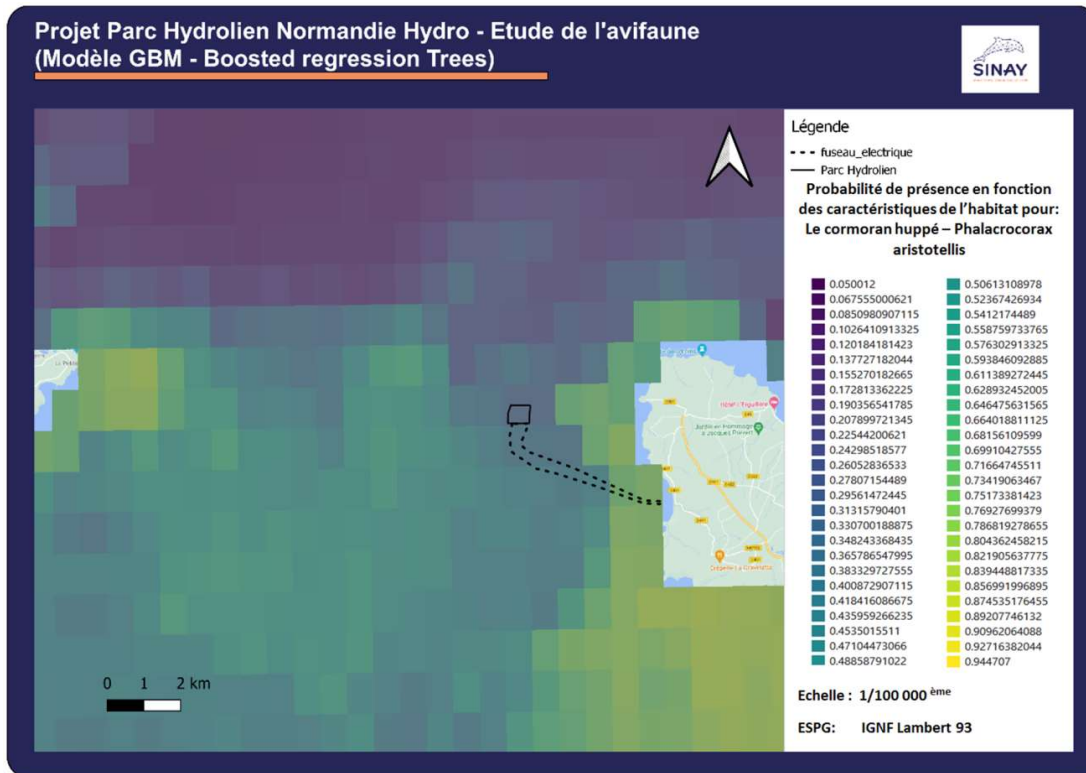 Projet Parc Hydrolien Normandie Hydro - Etude de l'avifaune
(Modèle GBM - Boosted regression Trees)
SINAY
Légende
fuseau_electrique
Parc Hydrolien
Probabilité de présence en fonction
des caractéristiques de l'habitat pour:
Le cormoran huppé – Phalacrocorax
aristotellis
0.050012 0.50613108978
0.067555000621 0.52367426934
0.0850980907115 0.5412174489
0.1026410913325 0.558759733765
0.120184181423 0.576302913325
0.137727182044 0.593846092885
0.155270182665 0.611389272445
0.172813362225 0.628932452005
0.190356541785 0.646475631565
0.207899721345 0.664018811125
0.22544200621 0.68156109599
0.24298518577 0.69910427555
0.26052836533 0.71664745511
0.27807154489 0.73419063467
0.29561472445 0.75173381423
0.31315790401 0.76927699379
0.330700188875 0.786819278655
0.348243368435 0.804362458215
0.365786547995 0.821905637775
0.383329727555 0.839448817335
0.400872907115 0.856991996895
0.418416086675 0.874535176455
0.435959266235 0.89207746132
0.4535015511 0.90962064088
0.47104473066 0.92716382044
0.48858791022 0.944707
Jardin en Hommage
à Jacques Prévert
0 1 2 km
Echelle : 1/100 000 ème
ESPG: IGNF Lambert 93